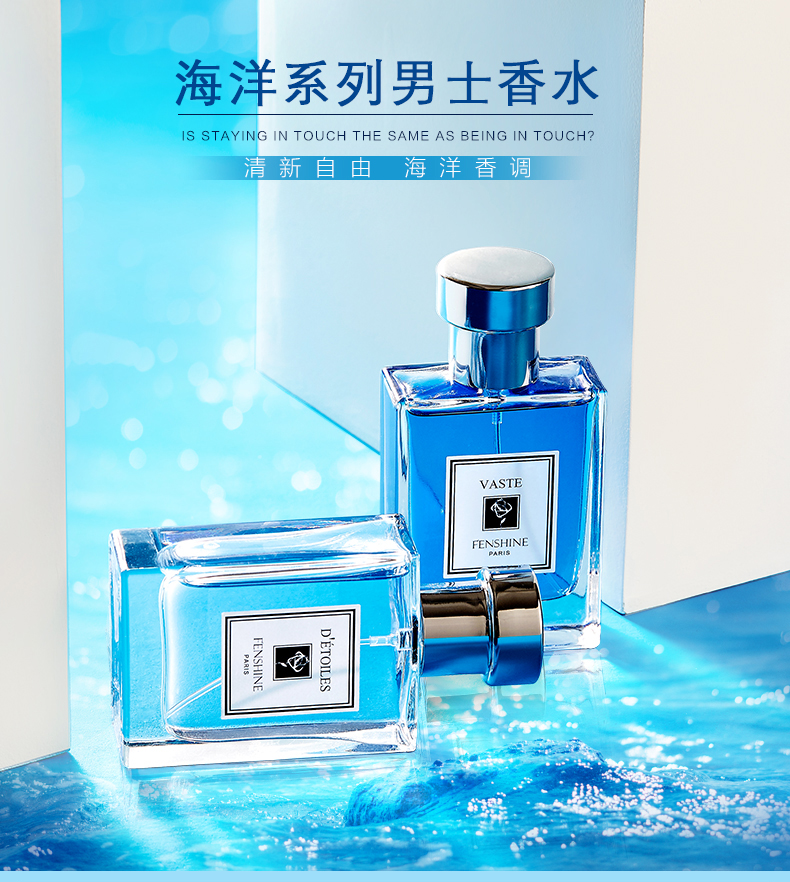 海洋系列男士香水
IS STAYING IN TOUCH THE SAME AS BEING IN TOUCH?
清新自由 海洋香调
VASTE
FENSHINE
PARIS
D'ÉTOILES
FENSHINE
PARIS